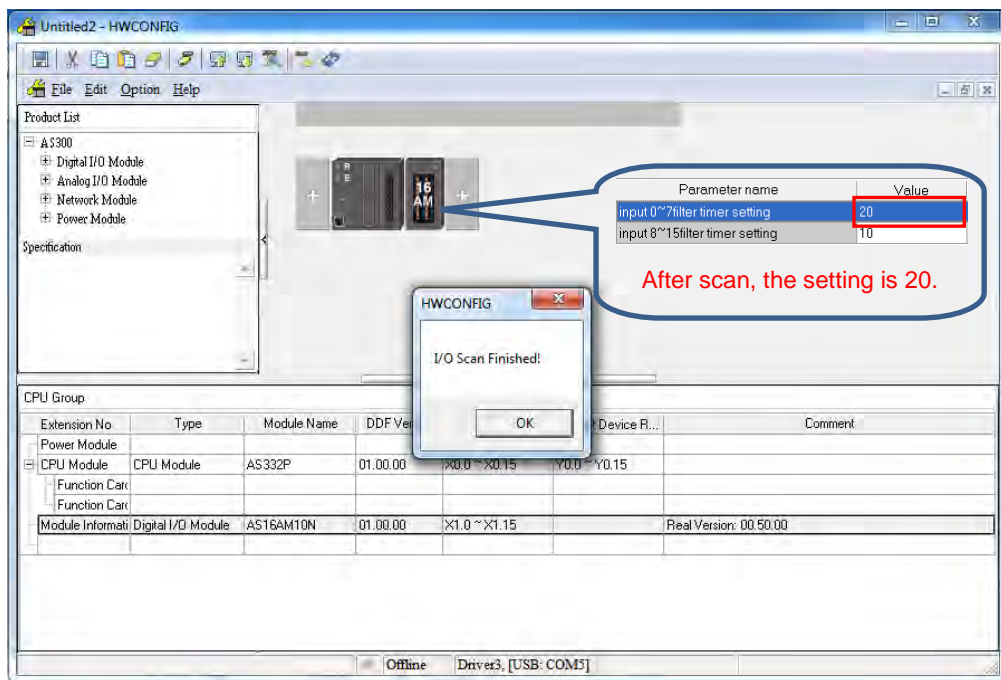 Untitled2 - HWCONFIG
File Edit Option Help
Product List
AS300
Digital I/O Module
Analog I/O Module
Network Module
Power Module
Specification
R
E
16
AM
Parameter name Value
input 0~7filter timer setting 20
input 8~15filter timer setting 10
After scan, the setting is 20.
HWCONFIG
I/O Scan Finished!
OK
CPU Group
Extension No Type Module Name DDF Ver Device R... Comment
Power Module
CPU Module CPU Module AS332P 01.00.00 X0.0 ~ X0.15 Y0.0 ~ Y0.15
Function Car
Function Car
Module Informati Digital I/O Module AS16AM10N 01.00.00 X1.0 ~ X1.15 Real Version: 00.50.00
Offline Driver3, [USB: COM5]